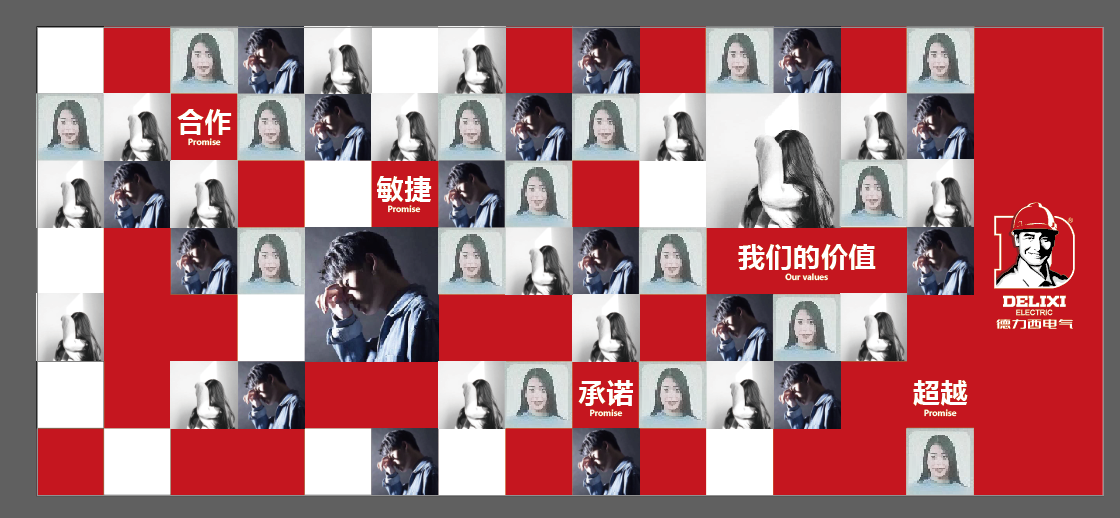 合作
Promise
敏捷
Promise
我们的价值
Our values
®
DELIXI
ELECTRIC
德力西电气
承诺
Promise
超越
Promise